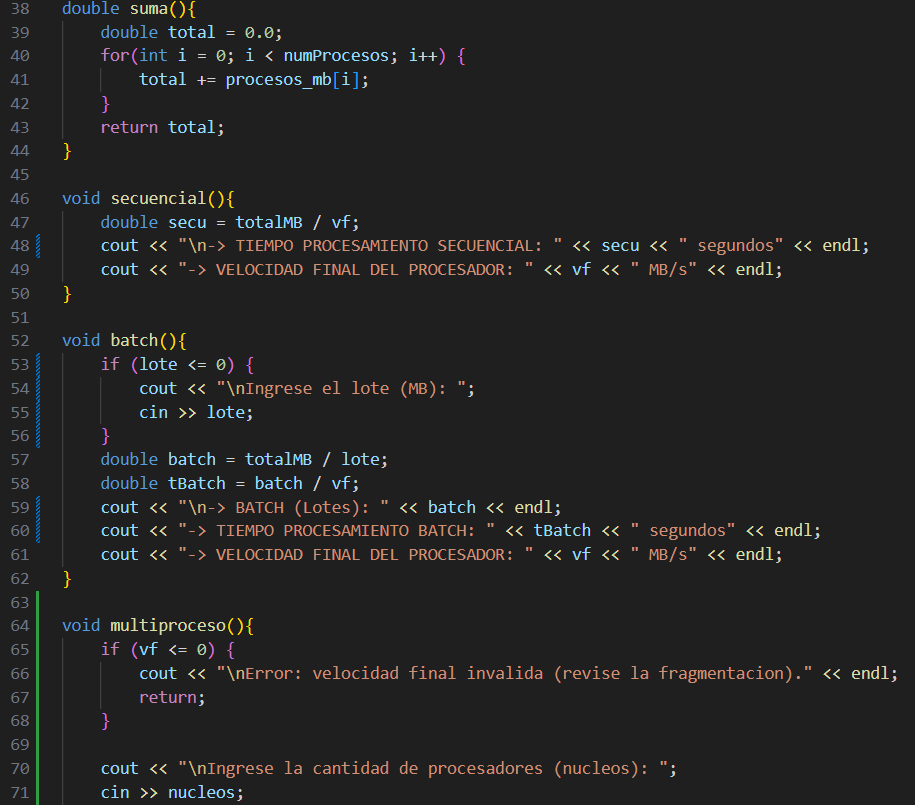 38 double suma(){
39     double total = 0.0;
40     for(int i = 0; i < numProcesos; i++) {
41         total += procesos_mb[i];
42     }
43     return total;
44 }
45
46 void secuencial(){
47     double secu = totalMB / vf;
48     cout << "\n-> TIEMPO PROCESAMIENTO SECUENCIAL: " << secu << " segundos" << endl;
49     cout << "-> VELOCIDAD FINAL DEL PROCESADOR: " << vf << " MB/s" << endl;
50 }
51
52 void batch(){
53     if (lote <= 0) {
54         cout << "\nIngrese el lote (MB): ";
55         cin >> lote;
56     }
57     double batch = totalMB / lote;
58     double tBatch = batch / vf;
59     cout << "\n-> BATCH (Lotes): " << batch << endl;
60     cout << "-> TIEMPO PROCESAMIENTO BATCH: " << tBatch << " segundos" << endl;
61     cout << "-> VELOCIDAD FINAL DEL PROCESADOR: " << vf << " MB/s" << endl;
62 }
63
64 void multiproceso(){
65     if (vf <= 0) {
66         cout << "\nError: velocidad final invalida (revise la fragmentacion)." << endl;
67         return;
68     }
69
70     cout << "\nIngrese la cantidad de procesadores (nucleos): ";
71     cin >> nucleos;